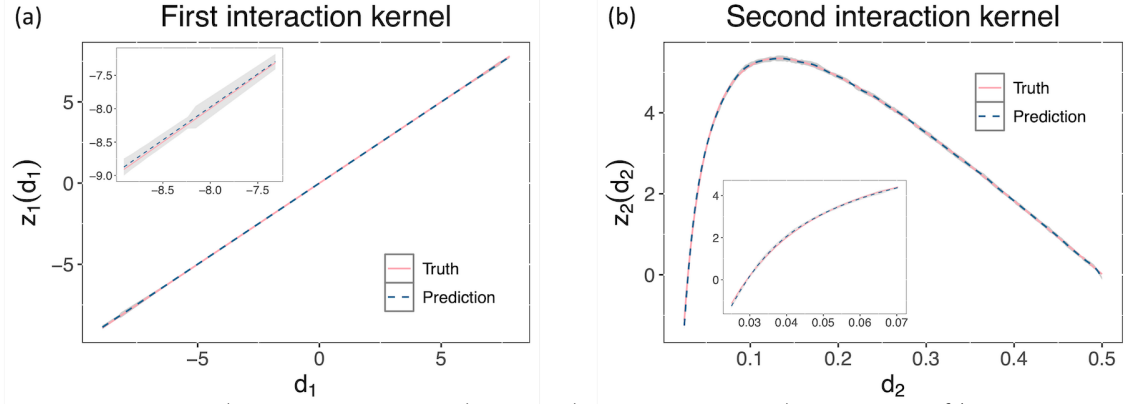 (a) First interaction kernel
z1(d1)
5
0
−5
−7.5
−8.0
−8.5
−9.0
−8.5 −8.0 −7.5
Truth
Prediction
−5 0 5
d1
(b) Second interaction kernel
z2(d2)
4
2
0
Truth
Prediction
4
2
0
0.03 0.04 0.05 0.06 0.07
0.1 0.2 0.3 0.4 0.5
d2